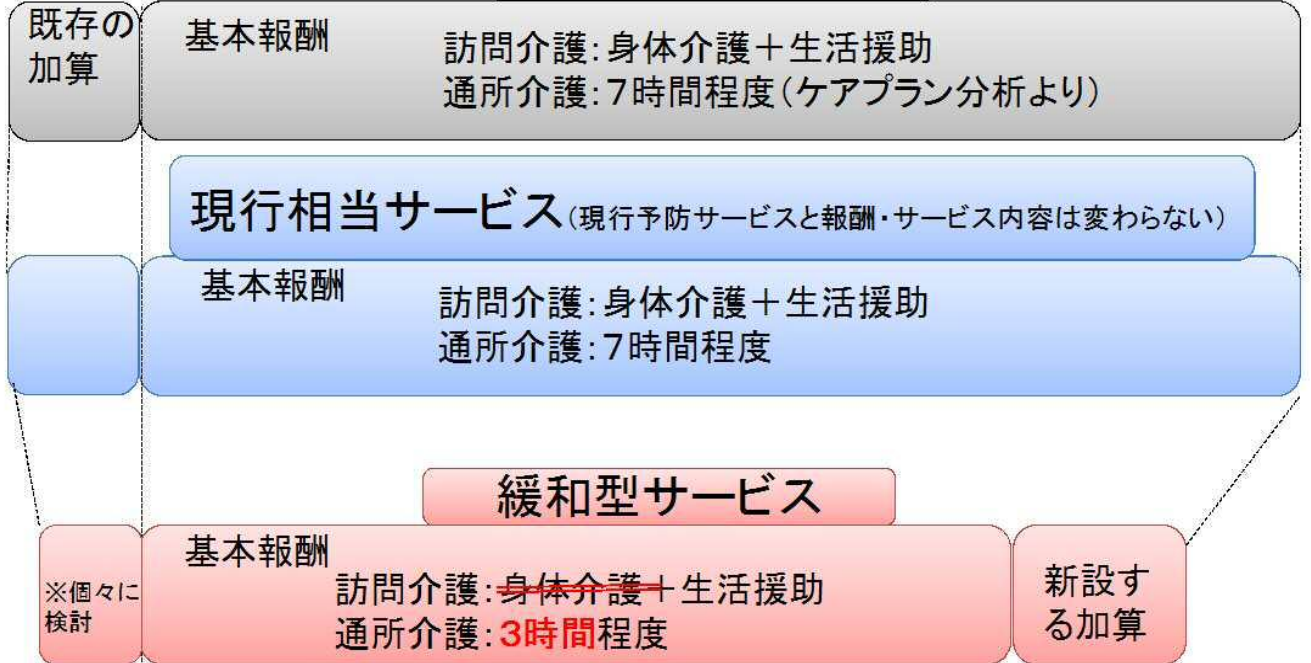 既存の
加算
基本報酬
訪問介護：身体介護＋生活援助
通所介護：7時間程度（ケアプラン分析より）
現行相当サービス（現行予防サービスと報酬・サービス内容は変わらない）
基本報酬
訪問介護：身体介護＋生活援助
通所介護：7時間程度
緩和型サービス
※個々に
検討
基本報酬
訪問介護：身体介護＋生活援助
通所介護：3時間程度
新設す
る加算